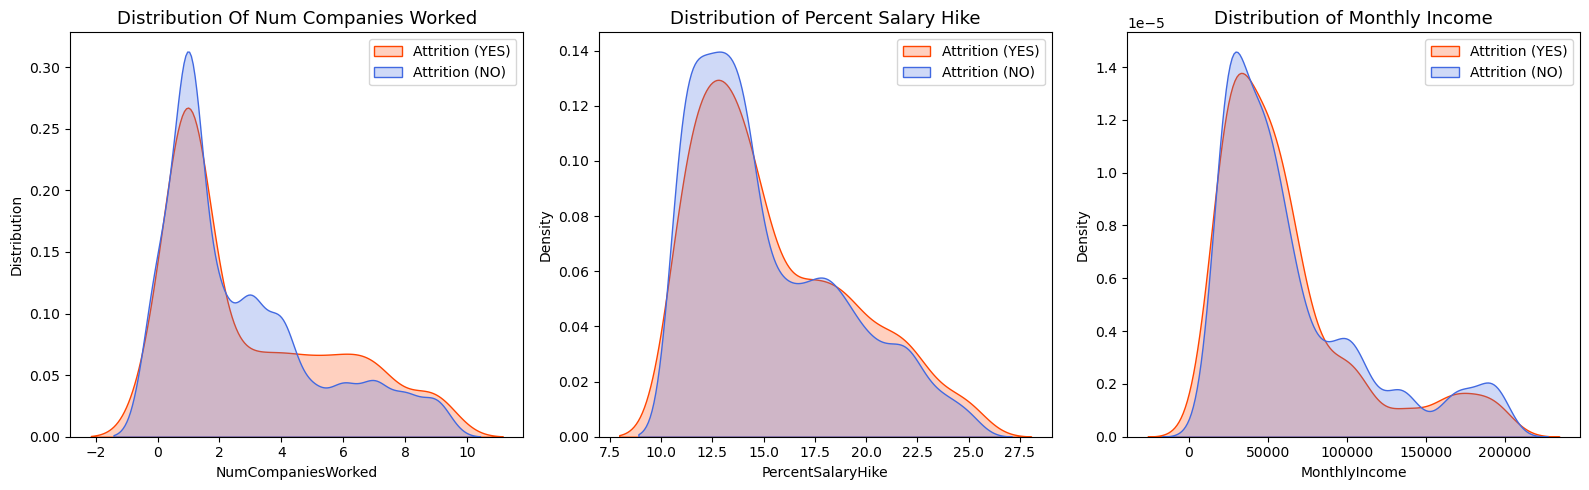 Distribution Of Num Companies Worked
Attrition (YES)
Attrition (NO)
Distribution
0.30
0.25
0.20
0.15
0.10
0.05
0.00
−2 0 2 4 6 8 10
NumCompaniesWorked
Distribution of Percent Salary Hike
Attrition (YES)
Attrition (NO)
Density
0.14
0.12
0.10
0.08
0.06
0.04
0.02
0.00
7.5 10.0 12.5 15.0 17.5 20.0 22.5 25.0 27.5
PercentSalaryHike
1e−5
Distribution of Monthly Income
Attrition (YES)
Attrition (NO)
Density
1.4
1.2
1.0
0.8
0.6
0.4
0.2
0.0
0 50000 100000 150000 200000
MonthlyIncome